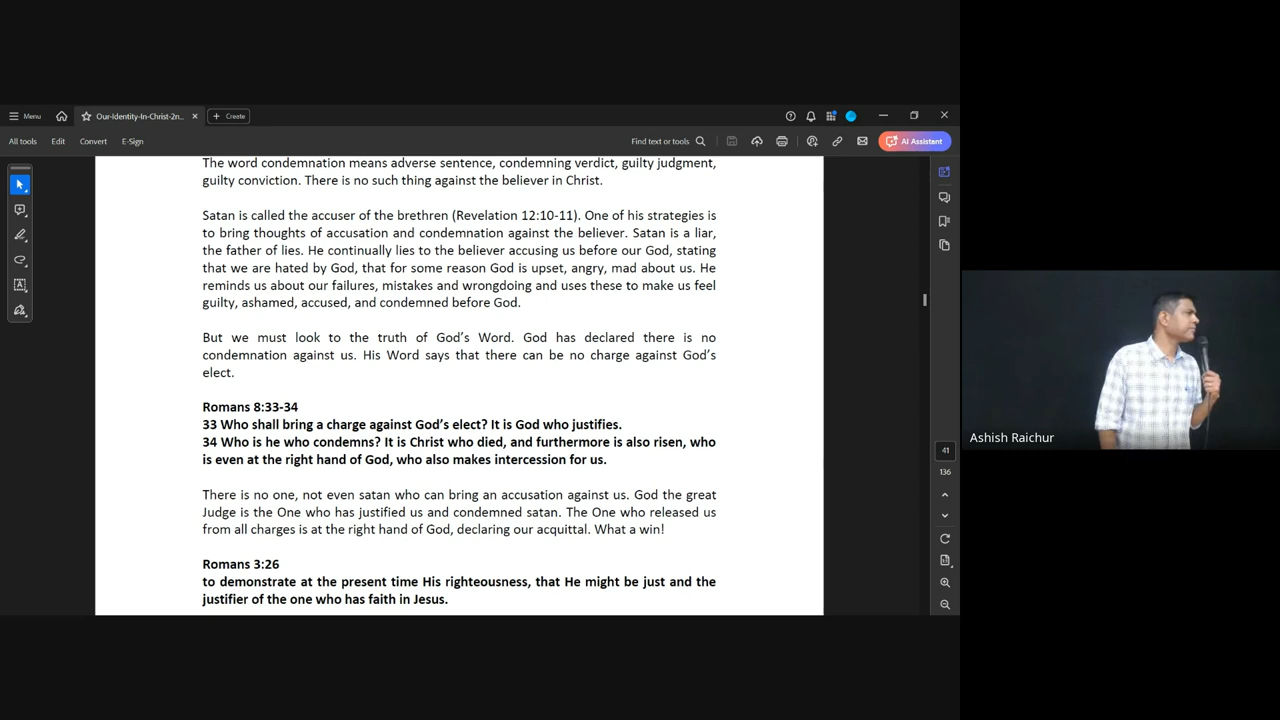 Menu
Our-Identity-In-Christ-2n...
Create
All tools
Edit
Convert
E-Sign
Find text or tools
AI Assistant
The word condemnation means adverse sentence, condemning verdict, guilty judgment,
guilty conviction. There is no such thing against the believer in Christ.
Satan is called the accuser of the brethren (Revelation 12:10-11). One of his strategies is
to bring thoughts of accusation and condemnation against the believer. Satan is a liar,
the father of lies. He continually lies to the believer accusing us before our God, stating
that we are hated by God, that for some reason God is upset, angry, mad about us. He
reminds us about our failures, mistakes and wrongdoing and uses these to make us feel
guilty, ashamed, accused, and condemned before God.
But we must look to the truth of God's Word. God has declared there is no
condemnation against us. His Word says that there can be no charge against God's
elect.
Romans 8:33-34
33 Who shall bring a charge against God's elect? It is God who justifies.
34 Who is he who condemns? It is Christ who died, and furthermore is also risen, who
is even at the right hand of God, who also makes intercession for us.
There is no one, not even satan who can bring an accusation against us. God the great
Judge is the One who has justified us and condemned satan. The One who released us
from all charges is at the right hand of God, declaring our acquittal. What a win!
Romans 3:26
to demonstrate at the present time His righteousness, that He might be just and the
justifier of the one who has faith in Jesus.
41
136
Ashish Raichur